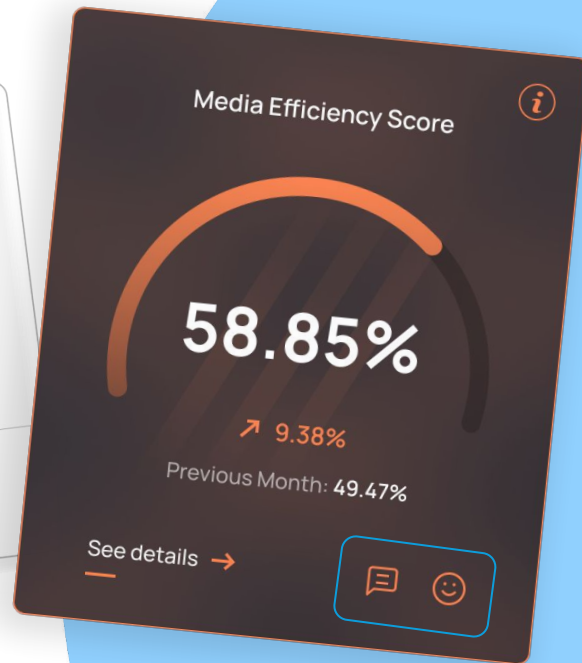 Media Efficiency Score
i
58.85%
9.38%
Previous Month: 49.47%
See details